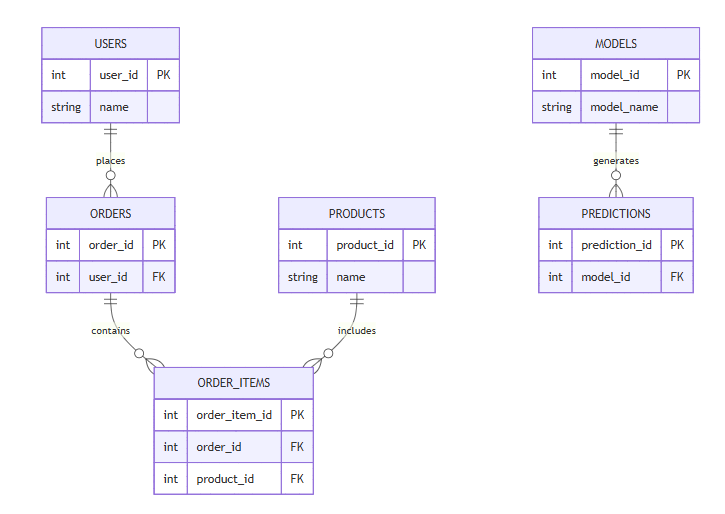 USERS
int user_id PK
string name
places
ORDERS
int order_id PK
int user_id FK
contains
PRODUCTS
int product_id PK
string name
includes
ORDER_ITEMS
int order_item_id PK
int order_id FK
int product_id FK
MODELS
int model_id PK
string model_name
generates
PREDICTIONS
int prediction_id PK
int model_id FK